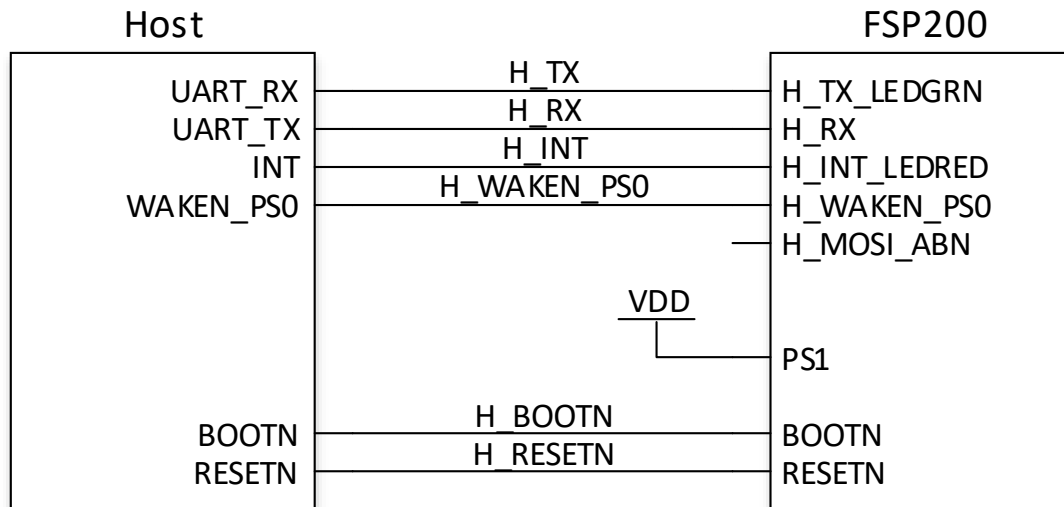 Host
FSP200
UART_RX
H_TX
H_TX_LEDGRN
UART_TX
H_RX
H_RX
INT
H_INT
H_INT_LEDRED
WAKEN_PS0
H_WAKEN_PS0
H_WAKEN_PS0
H_MOSI_ABN
VDD
PS1
BOOTN
H_BOOTN
BOOTN
RESETN
H_RESETN
RESETN